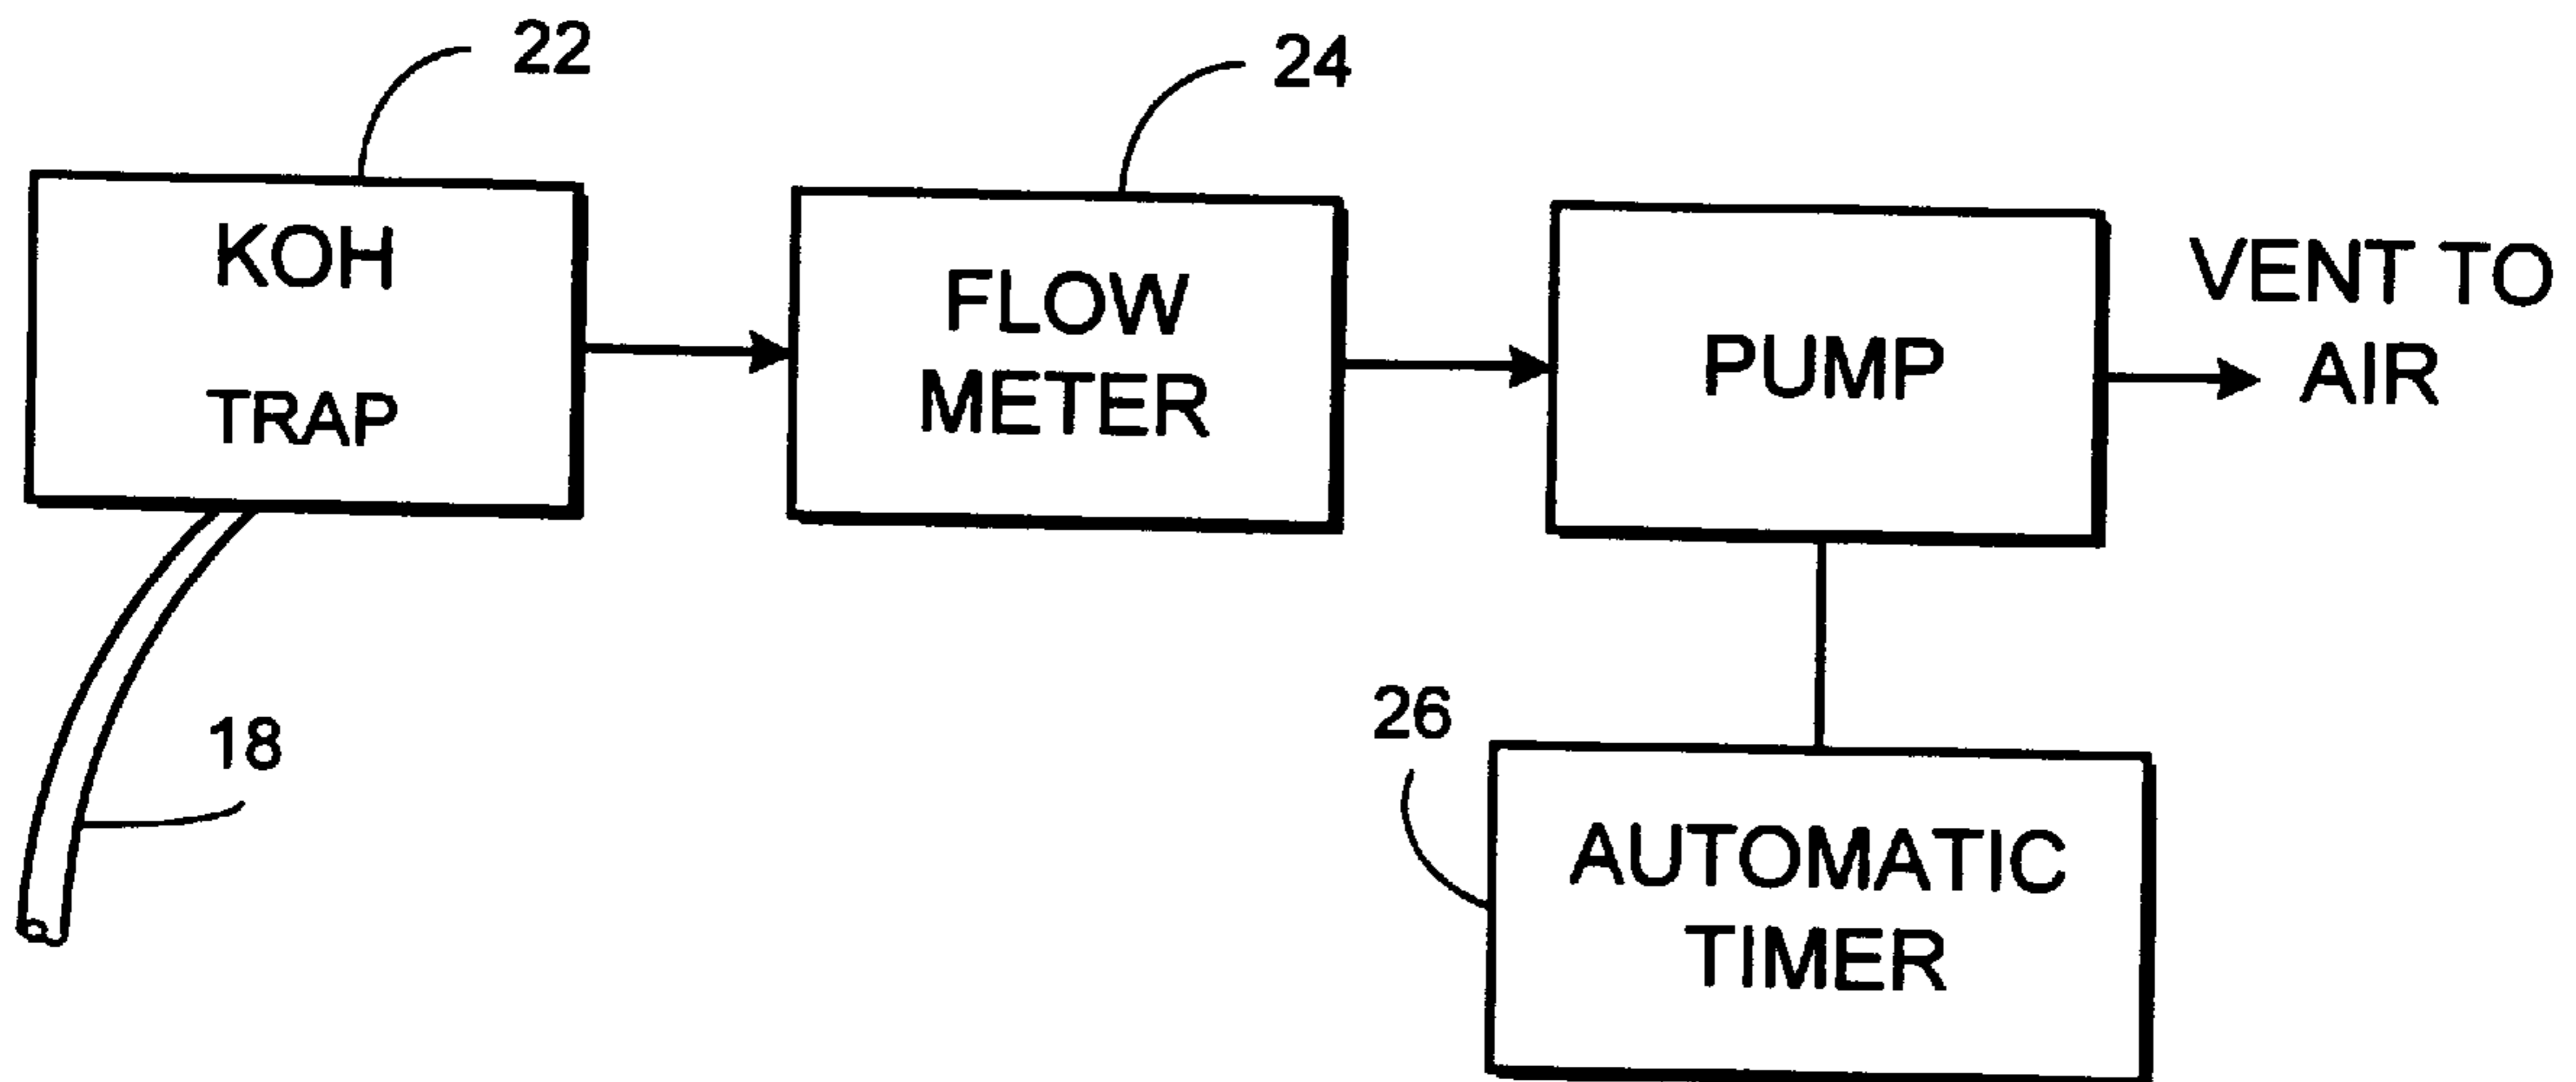 22
24
KOH
TRAP
FLOW
METER
PUMP
VENT TO
AIR
18
26
AUTOMATIC
TIMER